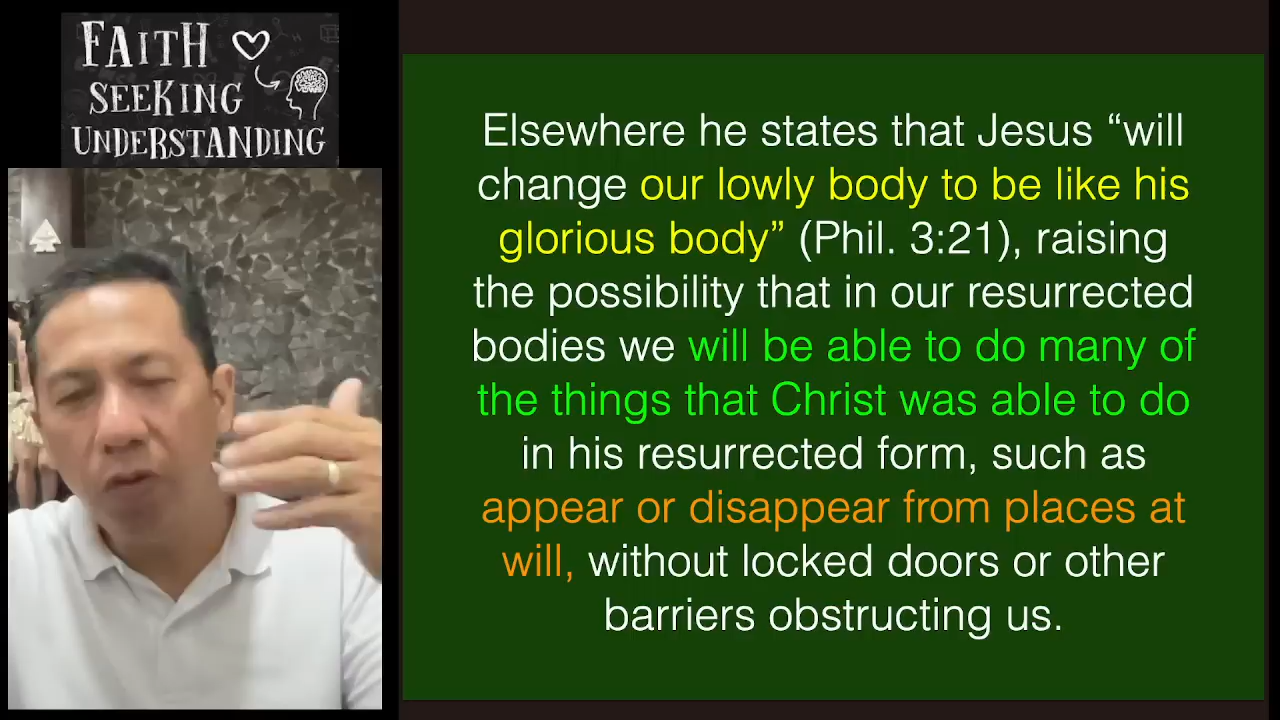 FAITH
SEEKING
UNDERSTANDING
Elsewhere he states that Jesus “will
change our lowly body to be like his
glorious body” (Phil. 3:21), raising
the possibility that in our resurrected
bodies we will be able to do many of
the things that Christ was able to do
in his resurrected form, such as
appear or disappear from places at
will, without locked doors or other
barriers obstructing us.